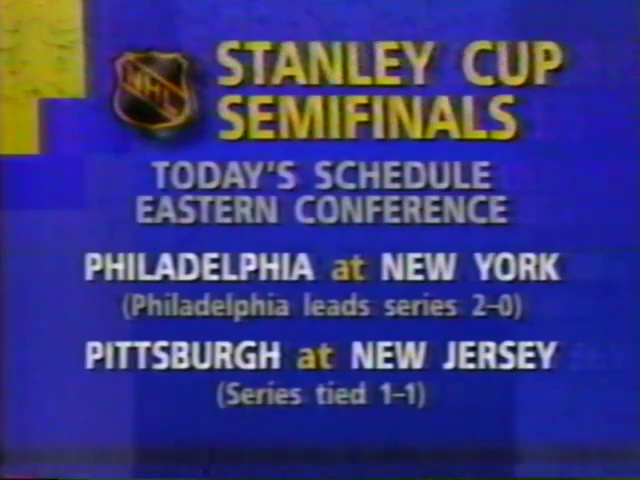 NHL
STANLEY CUP
SEMIFINALS
TODAY'S SCHEDULE
EASTERN CONFERENCE
PHILADELPHIA at NEW YORK
(Philadelphia leads series 2–0)
PITTSBURGH at NEW JERSEY
(Series tied 1–1)